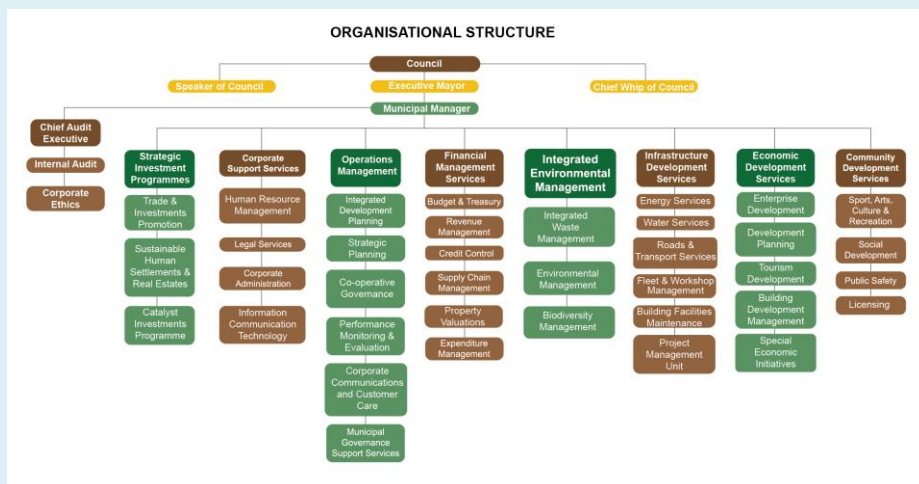 ORGANISATIONAL STRUCTURE
Council
Speaker of Council
Executive Mayor
Chief Whip of Council
Municipal Manager
Chief Audit
Executive
Internal Audit
Corporate
Ethics
Strategic
Investment
Programmes
Trade &
Investments
Promotion
Sustainable
Human
Settlements &
Real Estates
Catalyst
Investments
Programme
Corporate
Support Services
Human Resource
Management
Legal Services
Corporate
Administration
Information
Communication
Technology
Operations
Management
Integrated
Development
Planning
Strategic
Planning
Co-operative
Governance
Performance
Monitoring &
Evaluation
Corporate
Communications
and Customer
Care
Municipal
Governance
Support Services
Financial
Management
Services
Budget & Treasury
Revenue
Management
Credit Control
Supply Chain
Management
Property
Valuations
Expenditure
Management
Integrated
Environmental
Management
Integrated
Waste
Management
Environmental
Management
Biodiversity
Management
Infrastructure
Development
Services
Energy Services
Water Services
Roads &
Transport Services
Fleet & Workshop
Management
Building Facilities
Maintenance
Project
Management
Unit
Economic
Development
Services
Enterprise
Development
Development
Planning
Tourism
Development
Building
Development
Management
Special
Economic
Initiatives
Community
Development
Services
Sport, Arts,
Culture &
Recreation
Social
Development
Public Safety
Licensing